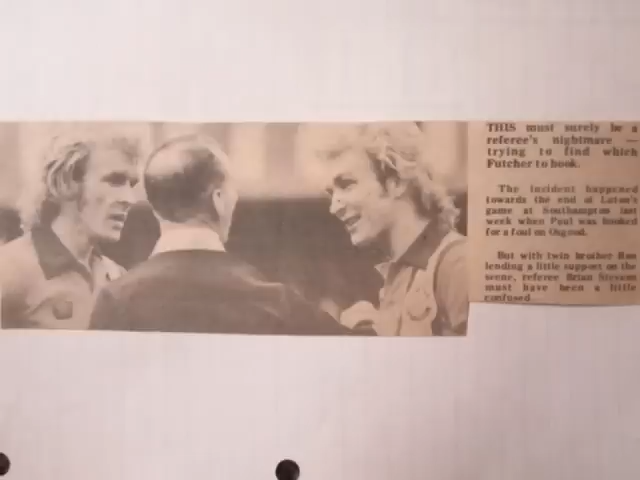 THIS must surely be a
referee's nightmare —
trying to find which
Futcher to book.
The incident happened
towards the end of Luton's
game at Southampton last
week when Paul was booked
for a foul on Osgood.
But with twin brother Ron
lending a little support on the
scene, referee Brian Stevens
must have been a little
confused